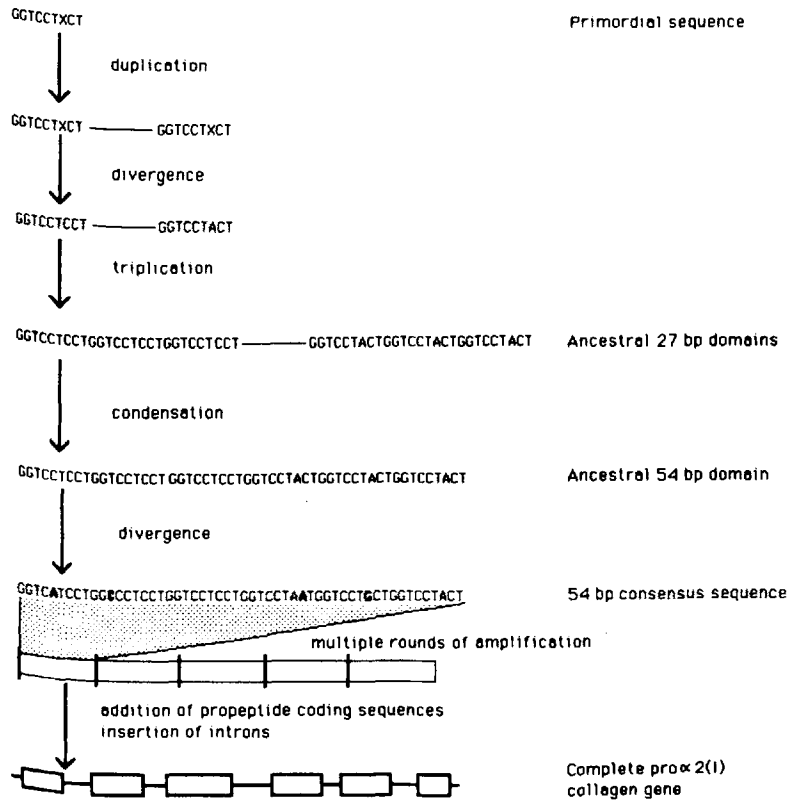 GGTCCTXCT
Primordial sequence
duplication
GGTCCTXCT GGTCCTXCT
divergence
GGTCCTCCT GGTCCTACT
triplication
GGTCCTCCTGGTCCTCCTGGTCCTCCT GGTCCTACTGGTCCTACTGGTCCTACT Ancestral 27 bp domains
condensation
GGTCCTCCTGGTCCTCCTGGTCCTCCTGGTCCTACTGGTCCTACTGGTCCTACT Ancestral 54 bp domain
divergence
GGTCATCCTGGCCCTCCTGGTCCTCCTGGTCCTAATGGTCCTGCTGGTCCTACT 54 bp consensus sequence
multiple rounds of amplification
addition of propeptide coding sequences
insertion of introns
Complete pro∝2(I)
collagen gene